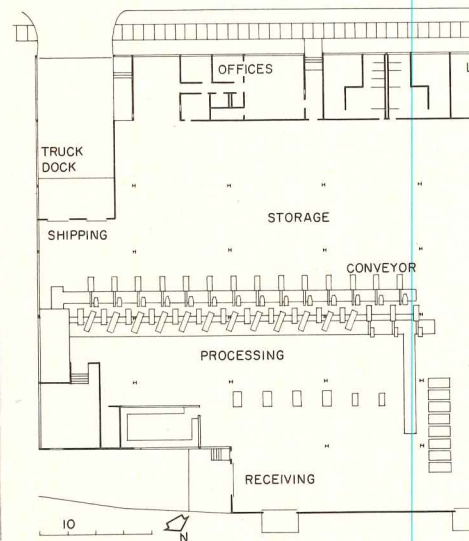 OFFICES
L
TRUCK
DOCK
STORAGE
SHIPPING
CONVEYOR
PROCESSING
RECEIVING
10
N